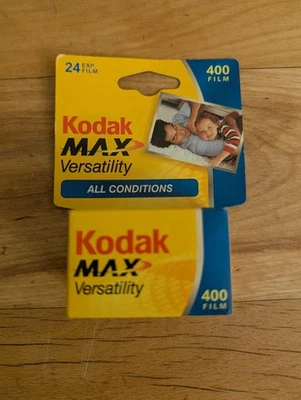 24 EXP. FILM
400
FILM
Kodak
MAX
Versatility
ALL CONDITIONS
Kodak
MAX
Versatility
400
FILM